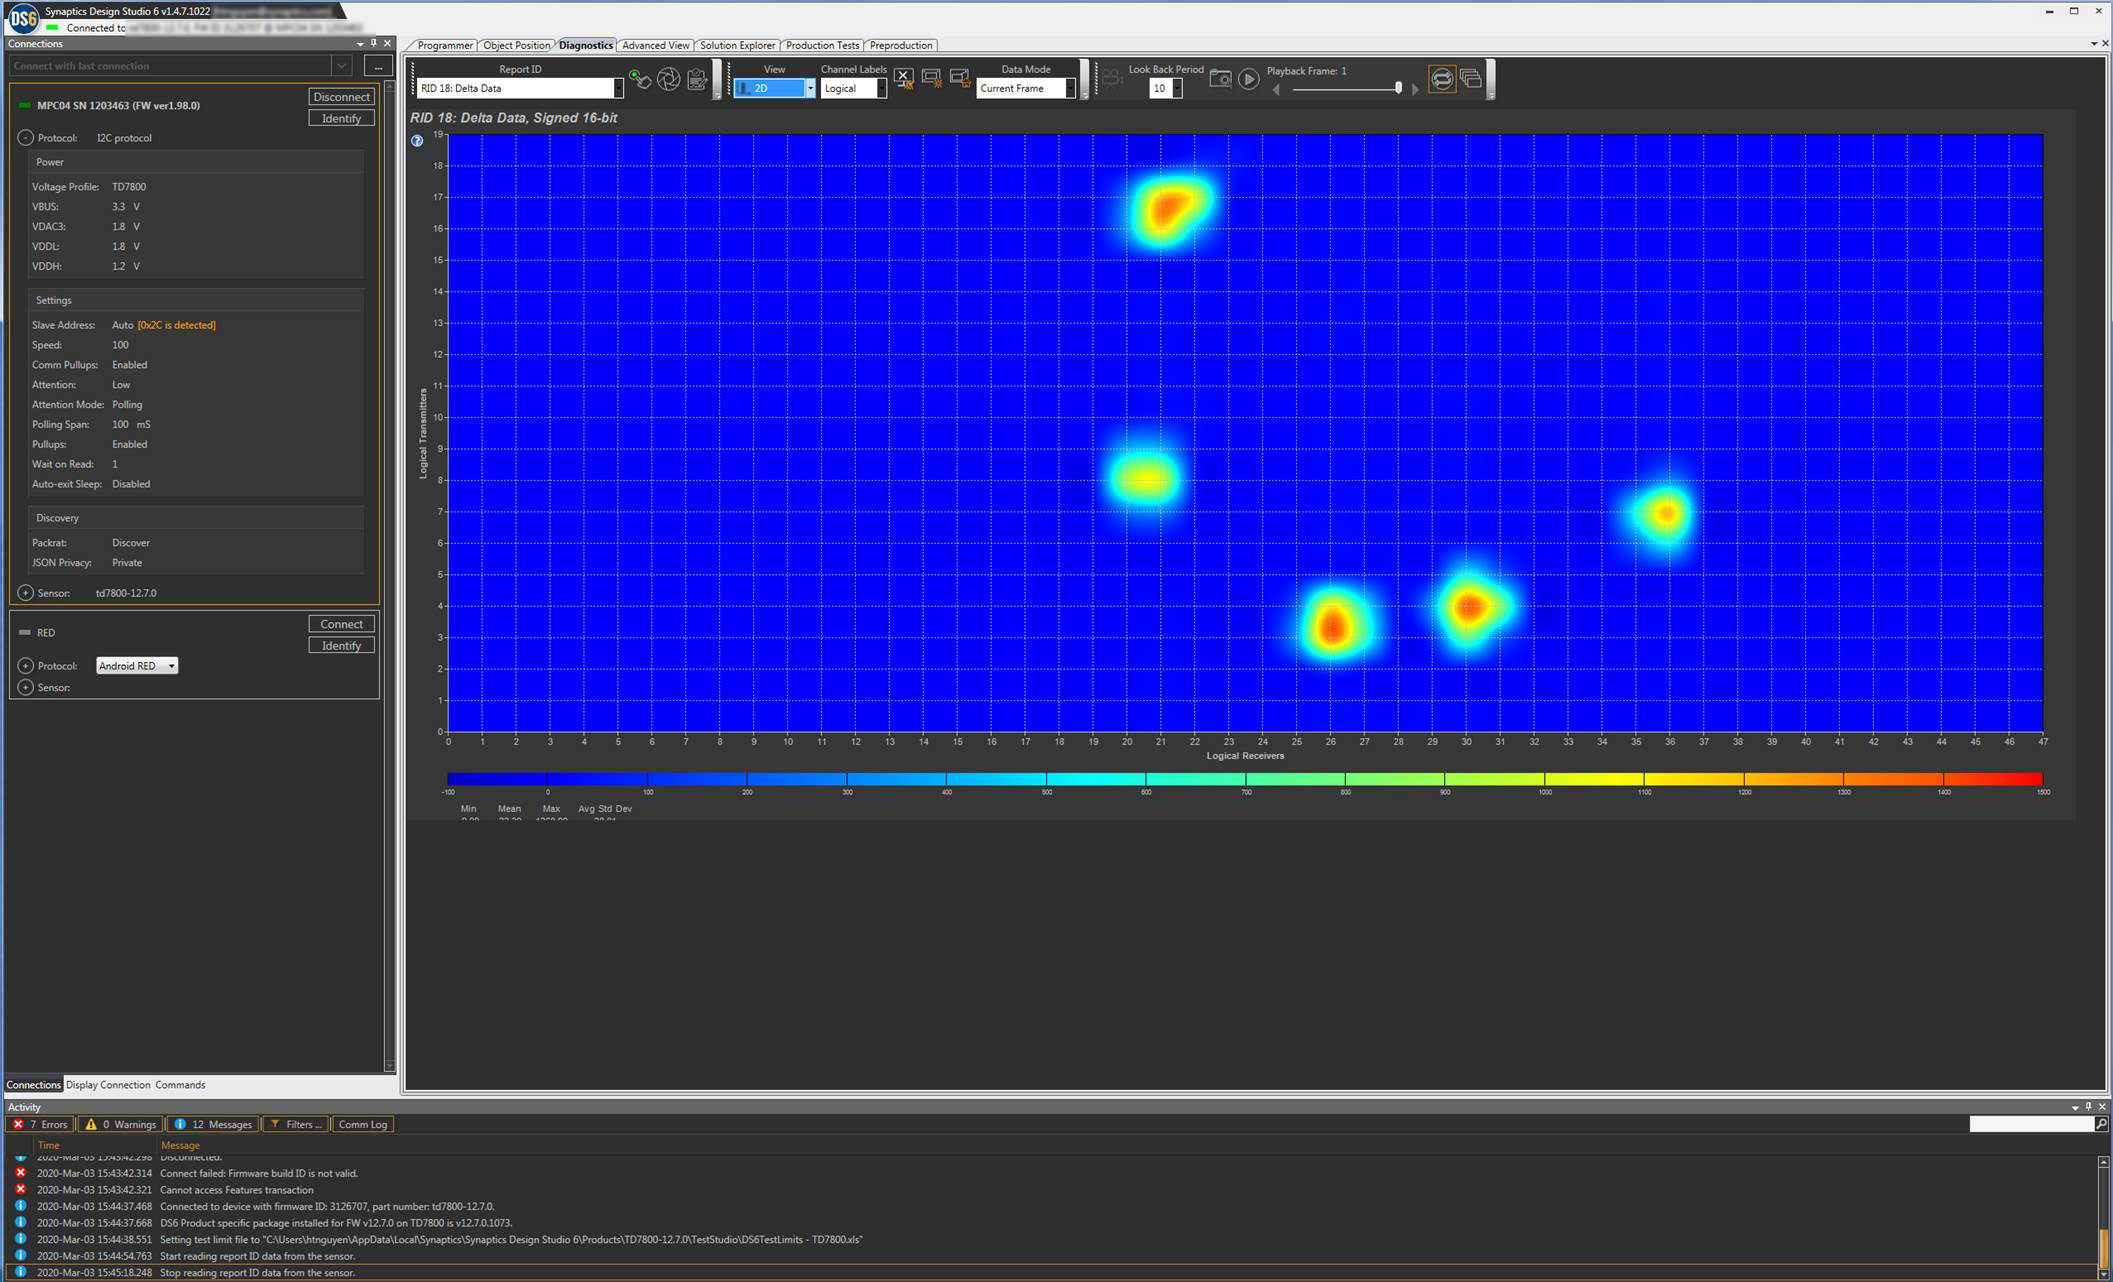 DS6
Synaptics Design Studio 6 v1.4.7.1022
Connected to
Connections
Connect with last connection
...
MPC04 SN 1203463 (FW ver1.98.0)
Disconnect
Identify
Protocol: I2C protocol
Power
Voltage Profile: TD7800
VBUS: 3.3 V
VDAC3: 1.8 V
VDDL: 1.8 V
VDDH: 1.2 V
Settings
Slave Address: Auto [0x2C is detected]
Speed: 100
Comm Pullups: Enabled
Attention: Low
Attention Mode: Polling
Polling Span: 100 mS
Pullups: Enabled
Wait on Read: 1
Auto-exit Sleep: Disabled
Discovery
Packrat: Discover
JSON Privacy: Private
Sensor: td7800-12.7.0
RED
Connect
Identify
Protocol: Android RED
Sensor:
Connections Display Connection Commands
Programmer Object Position Diagnostics Advanced View Solution Explorer Production Tests Preproduction
Report ID
RID 18: Delta Data
View
2D
Channel Labels
Logical
Data Mode
Current Frame
Look Back Period
10
Playback Frame: 1
RID 18: Delta Data, Signed 16-bit
19
18
17
16
15
14
13
12
11
10
9
8
7
6
5
4
3
2
1
0
Logical Transmitters
0 1 2 3 4 5 6 7 8 9 10 11 12 13 14 15 16 17 18 19 20 21 22 23 24 25 26 27 28 29 30 31 32 33 34 35 36 37 38 39 40 41 42 43 44 45 46 47
Logical Receivers
-100 0 100 200 300 400 500 600 700 800 900 1000 1100 1200 1300 1400 1500
Min Mean Max Avg Std Dev
Activity
7 Errors 0 Warnings 12 Messages Filters ... Comm Log
Time Message
2020-Mar-03 15:43:42.298 Disconnected.
2020-Mar-03 15:43:42.314 Connect failed: Firmware build ID is not valid.
2020-Mar-03 15:43:42.321 Cannot access Features transaction
2020-Mar-03 15:44:37.468 Connected to device with firmware ID: 3126707, part number: td7800-12.7.0.
2020-Mar-03 15:44:37.668 DS6 Product specific package installed for FW v12.7.0 on TD7800 is v12.7.0.1073.
2020-Mar-03 15:44:38.551 Setting test limit file to "C:\Users\htnguyen\AppData\Local\Synaptics\Synaptics Design Studio 6\Products\TD7800-12.7.0\TestStudio\DS6TestLimits - TD7800.xls"
2020-Mar-03 15:44:54.763 Start reading report ID data from the sensor.
2020-Mar-03 15:45:18.248 Stop reading report ID data from the sensor.